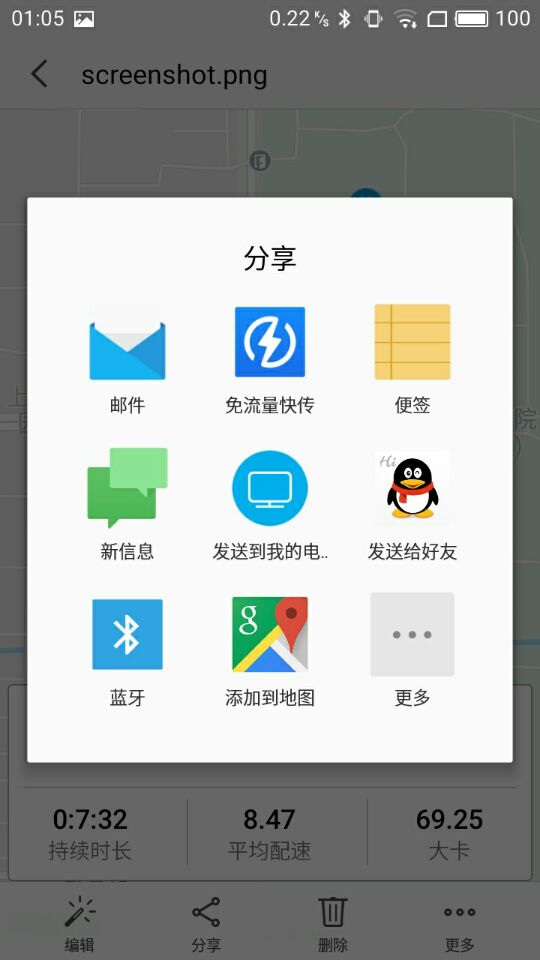 01:05
0.22 K/s
100
screenshot.png
分享
邮件
免流量快传
便签
新信息
发送到我的电..
Hi
发送给好友
蓝牙
g
添加到地图
更多
院
0:7:32
8.47
69.25
持续时长
平均配速
大卡
编辑
分享
删除
更多